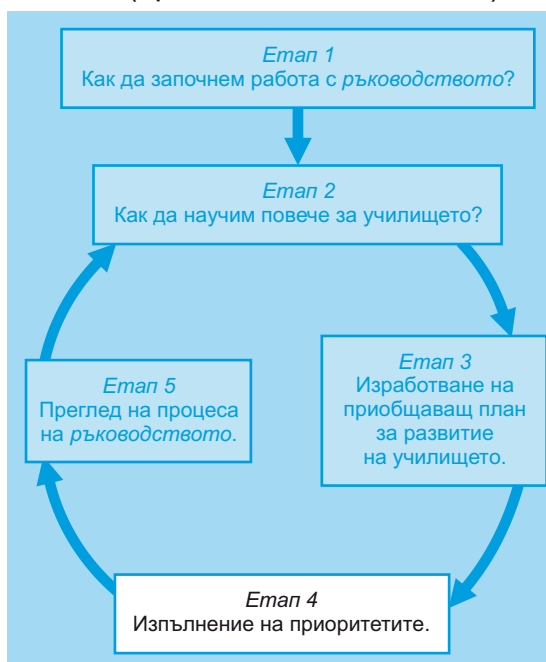 Етап 1
Как да започнем работа с ръководството?
Етап 2
Как да научим повече за училището?
Етап 3
Изработване на
приобщаващ план
за развитие
на училището.
Етап 5
Преглед на процеса
на ръководството.
Етап 4
Изпълнение на приоритетите.